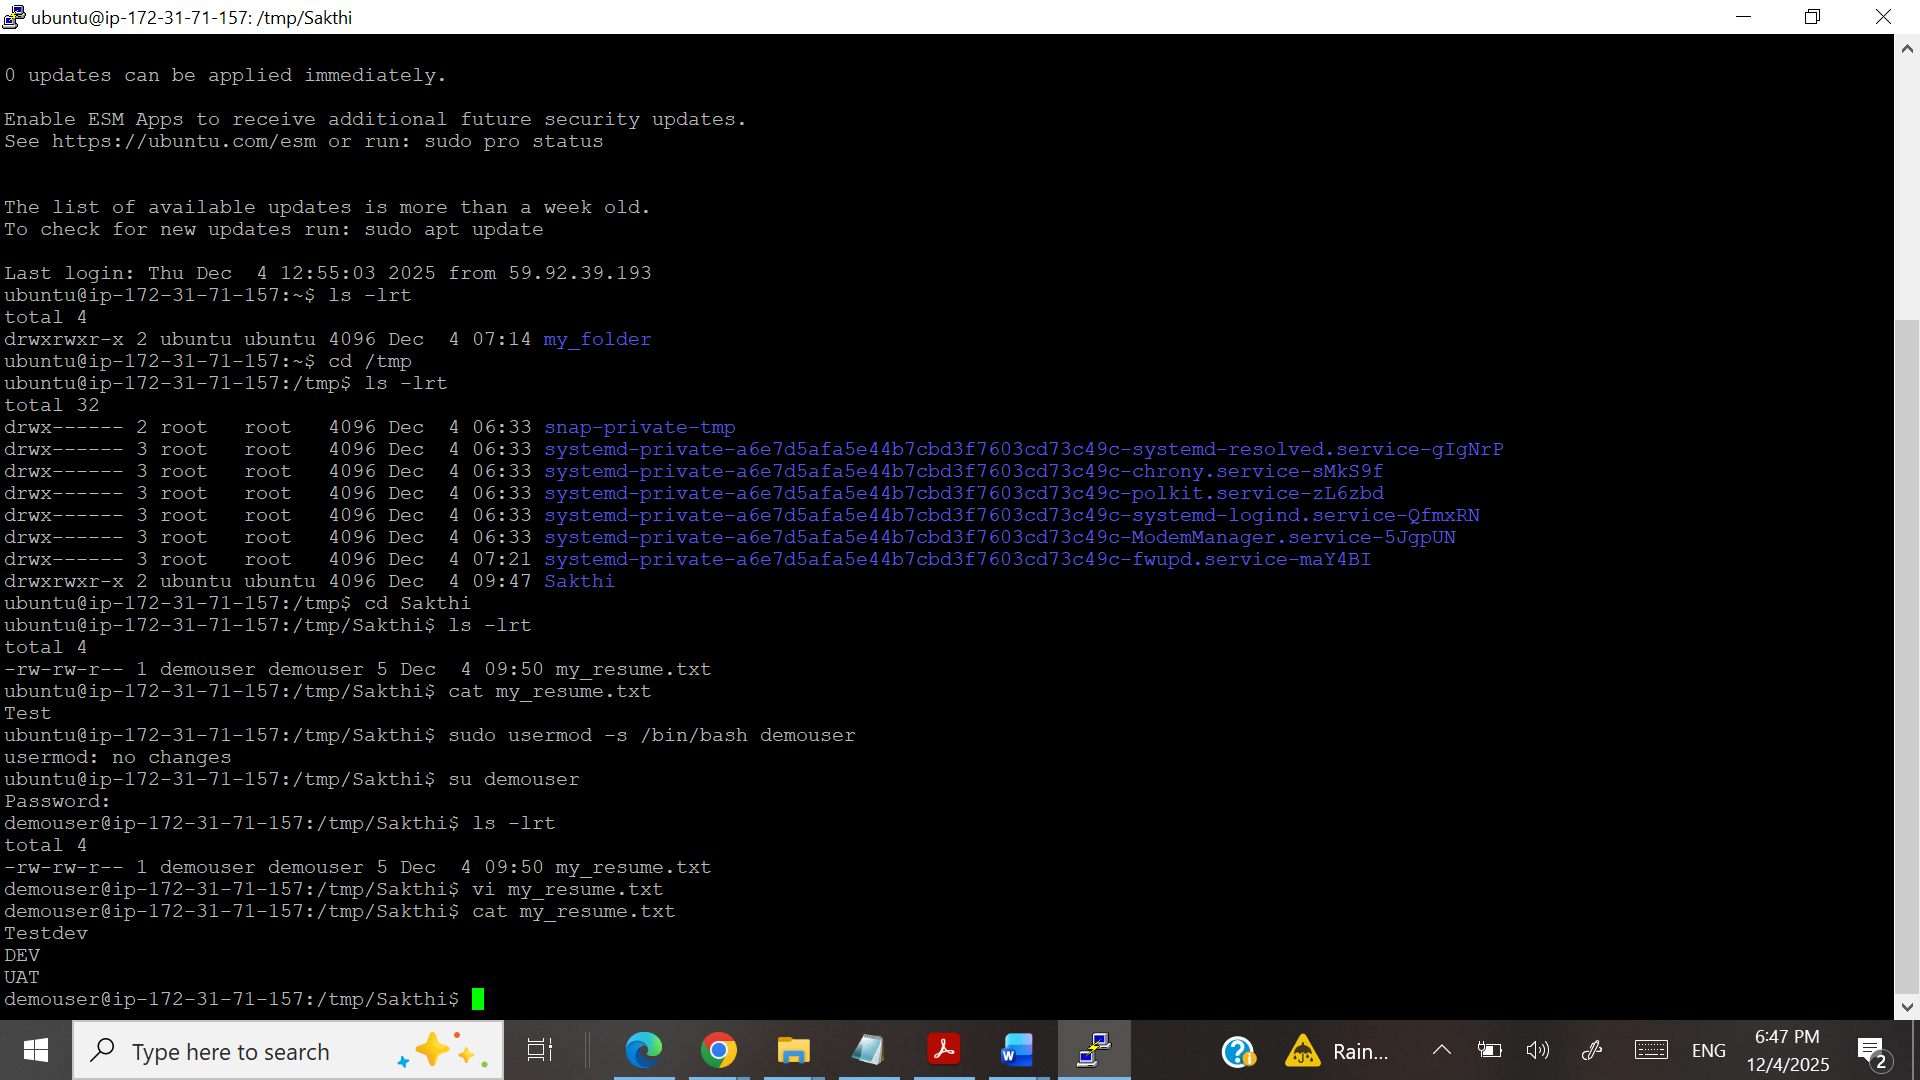 ubuntu@ip-172-31-71-157: /tmp/Sakthi
0 updates can be applied immediately.
Enable ESM Apps to receive additional future security updates.
See https://ubuntu.com/esm or run: sudo pro status
The list of available updates is more than a week old.
To check for new updates run: sudo apt update
Last login: Thu Dec  4 12:55:03 2025 from 59.92.39.193
ubuntu@ip-172-31-71-157:~$ ls -lrt
total 4
drwxrwxr-x 2 ubuntu ubuntu 4096 Dec  4 07:14 my_folder
ubuntu@ip-172-31-71-157:~$ cd /tmp
ubuntu@ip-172-31-71-157:/tmp$ ls -lrt
total 32
drwx------ 2 root   root   4096 Dec  4 06:33 snap-private-tmp
drwx------ 3 root   root   4096 Dec  4 06:33 systemd-private-a6e7d5afa5e44b7cbd3f7603cd73c49c-systemd-resolved.service-gIgNrP
drwx------ 3 root   root   4096 Dec  4 06:33 systemd-private-a6e7d5afa5e44b7cbd3f7603cd73c49c-chrony.service-sMkS9f
drwx------ 3 root   root   4096 Dec  4 06:33 systemd-private-a6e7d5afa5e44b7cbd3f7603cd73c49c-polkit.service-zL6zbd
drwx------ 3 root   root   4096 Dec  4 06:33 systemd-private-a6e7d5afa5e44b7cbd3f7603cd73c49c-systemd-logind.service-QfmxRN
drwx------ 3 root   root   4096 Dec  4 06:33 systemd-private-a6e7d5afa5e44b7cbd3f7603cd73c49c-ModemManager.service-5JgpUN
drwx------ 3 root   root   4096 Dec  4 07:21 systemd-private-a6e7d5afa5e44b7cbd3f7603cd73c49c-fwupd.service-maY4BI
drwxrwxr-x 2 ubuntu ubuntu 4096 Dec  4 09:47 Sakthi
ubuntu@ip-172-31-71-157:/tmp$ cd Sakthi
ubuntu@ip-172-31-71-157:/tmp/Sakthi$ ls -lrt
total 4
-rw-rw-r-- 1 demouser demouser 5 Dec  4 09:50 my_resume.txt
ubuntu@ip-172-31-71-157:/tmp/Sakthi$ cat my_resume.txt
Test
ubuntu@ip-172-31-71-157:/tmp/Sakthi$ sudo usermod -s /bin/bash demouser
usermod: no changes
ubuntu@ip-172-31-71-157:/tmp/Sakthi$ su demouser
Password:
demouser@ip-172-31-71-157:/tmp/Sakthi$ ls -lrt
total 4
-rw-rw-r-- 1 demouser demouser 5 Dec  4 09:50 my_resume.txt
demouser@ip-172-31-71-157:/tmp/Sakthi$ vi my_resume.txt
demouser@ip-172-31-71-157:/tmp/Sakthi$ cat my_resume.txt
Testdev
DEV
UAT
demouser@ip-172-31-71-157:/tmp/Sakthi$
Type here to search
Rain...
ENG
6:47 PM
12/4/2025
2